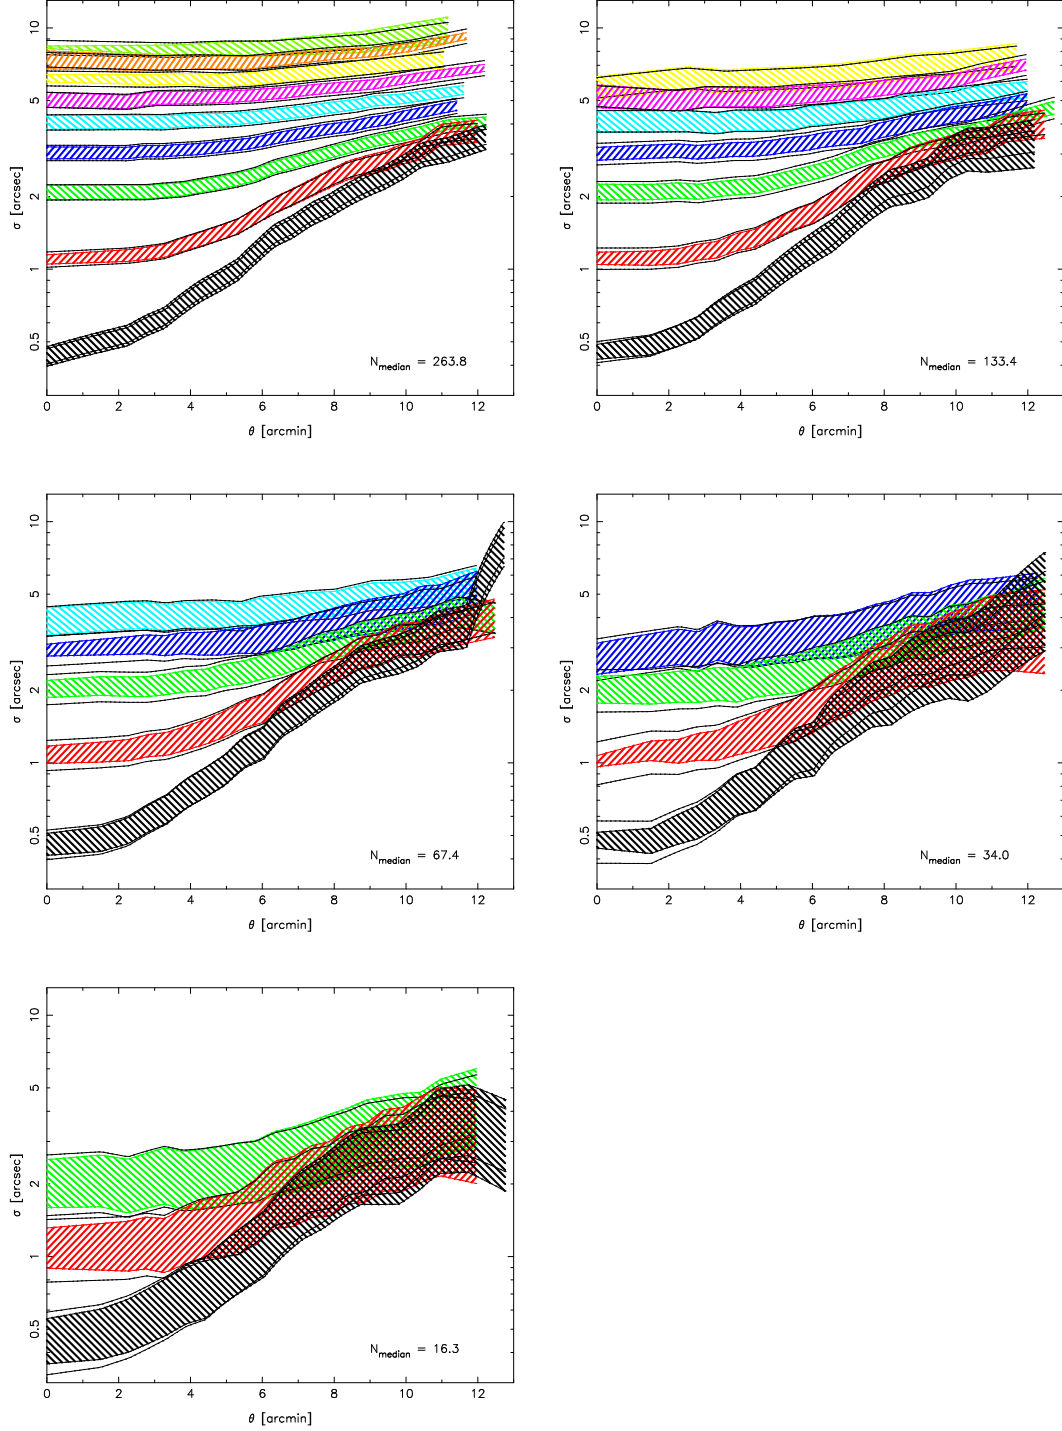 10
5
2
1
0.5
σ [arcsec]
N_median = 263.8
0 2 4 6 8 10 12
θ [arcmin]
10
5
2
1
0.5
σ [arcsec]
N_median = 133.4
0 2 4 6 8 10 12
θ [arcmin]
10
5
2
1
0.5
σ [arcsec]
N_median = 67.4
0 2 4 6 8 10 12
θ [arcmin]
10
5
2
1
0.5
σ [arcsec]
N_median = 34.0
0 2 4 6 8 10 12
θ [arcmin]
10
5
2
1
0.5
σ [arcsec]
N_median = 16.3
0 2 4 6 8 10 12
θ [arcmin]